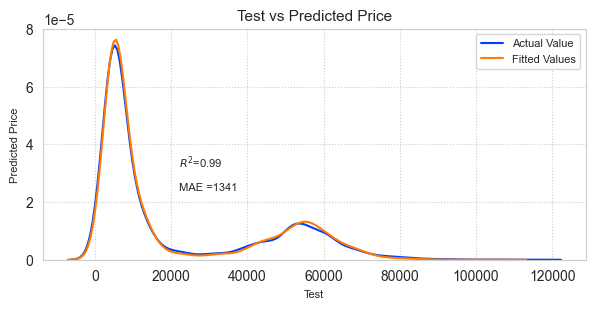 Test vs Predicted Price
1e−5
8
6
4
2
0
Predicted Price
Actual Value
Fitted Values
R²=0.99
MAE =1341
0 20000 40000 60000 80000 100000 120000
Test